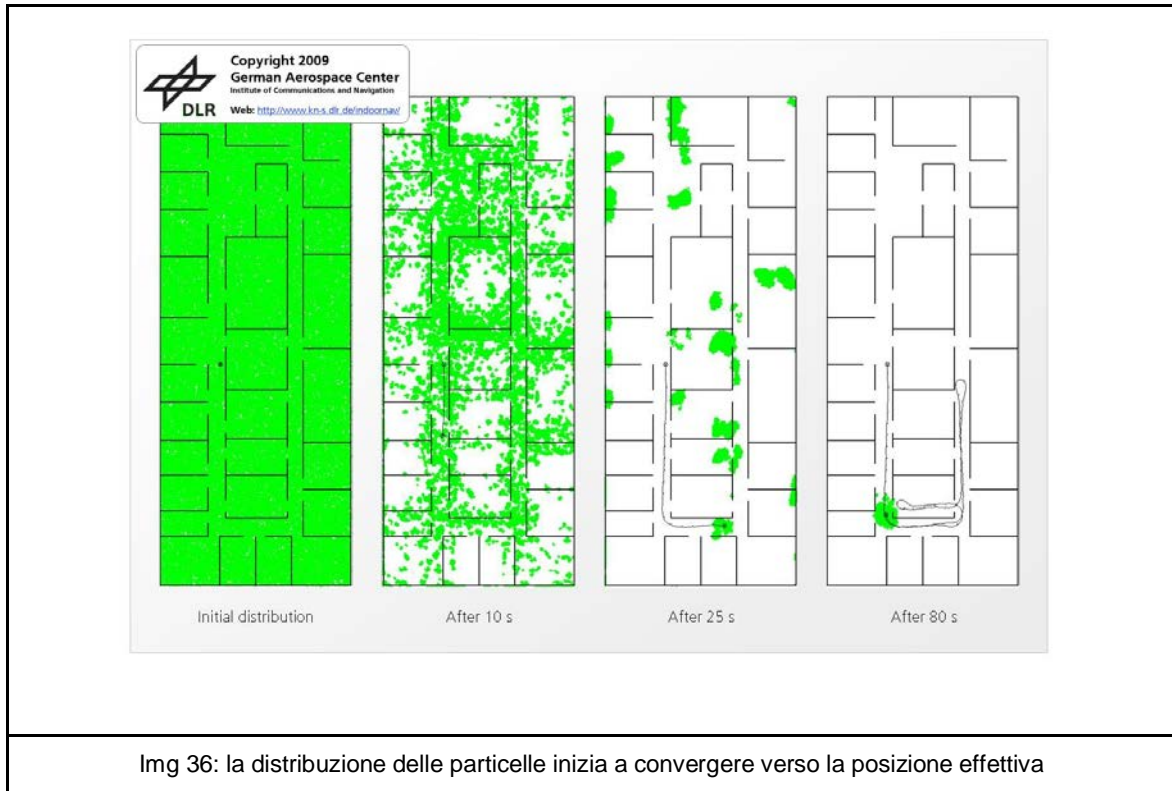 Copyright 2009
German Aerospace Center
Institute of Communications and Navigation
DLR
Web: http://www.kn-s.dlr.de/indoornav/
Initial distribution
After 10 s
After 25 s
After 80 s
Img 36: la distribuzione delle particelle inizia a convergere verso la posizione effettiva